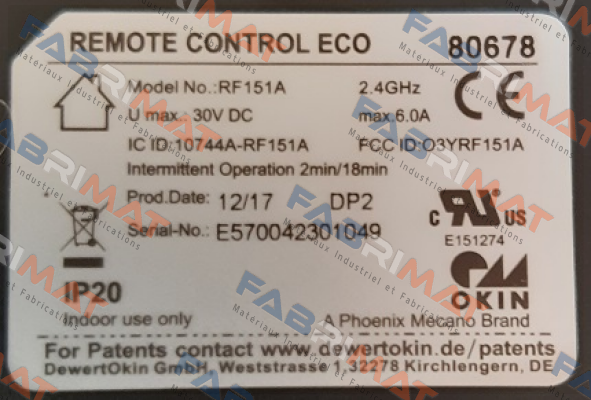 REMOTE CONTROL ECO 80678
Model No.:RF151A 2.4GHz
U max.: 30V DC max.6.0A
IC ID:10744A-RF151A FCC ID:O3YRF151A
Intermittent Operation 2min/18min
Prod.Date: 12/17 DP2
Serial-No.: E570042301049
c RU US
E151274
IP20
OKIN
Indoor use only A Phoenix Mecano Brand
For Patents contact www.dewertokin.de/patents
DewertOkin GmbH, Weststrasse 1,32278 Kirchlengern, DE
FABRIMAT
Matériaux Industriel et Fabrications